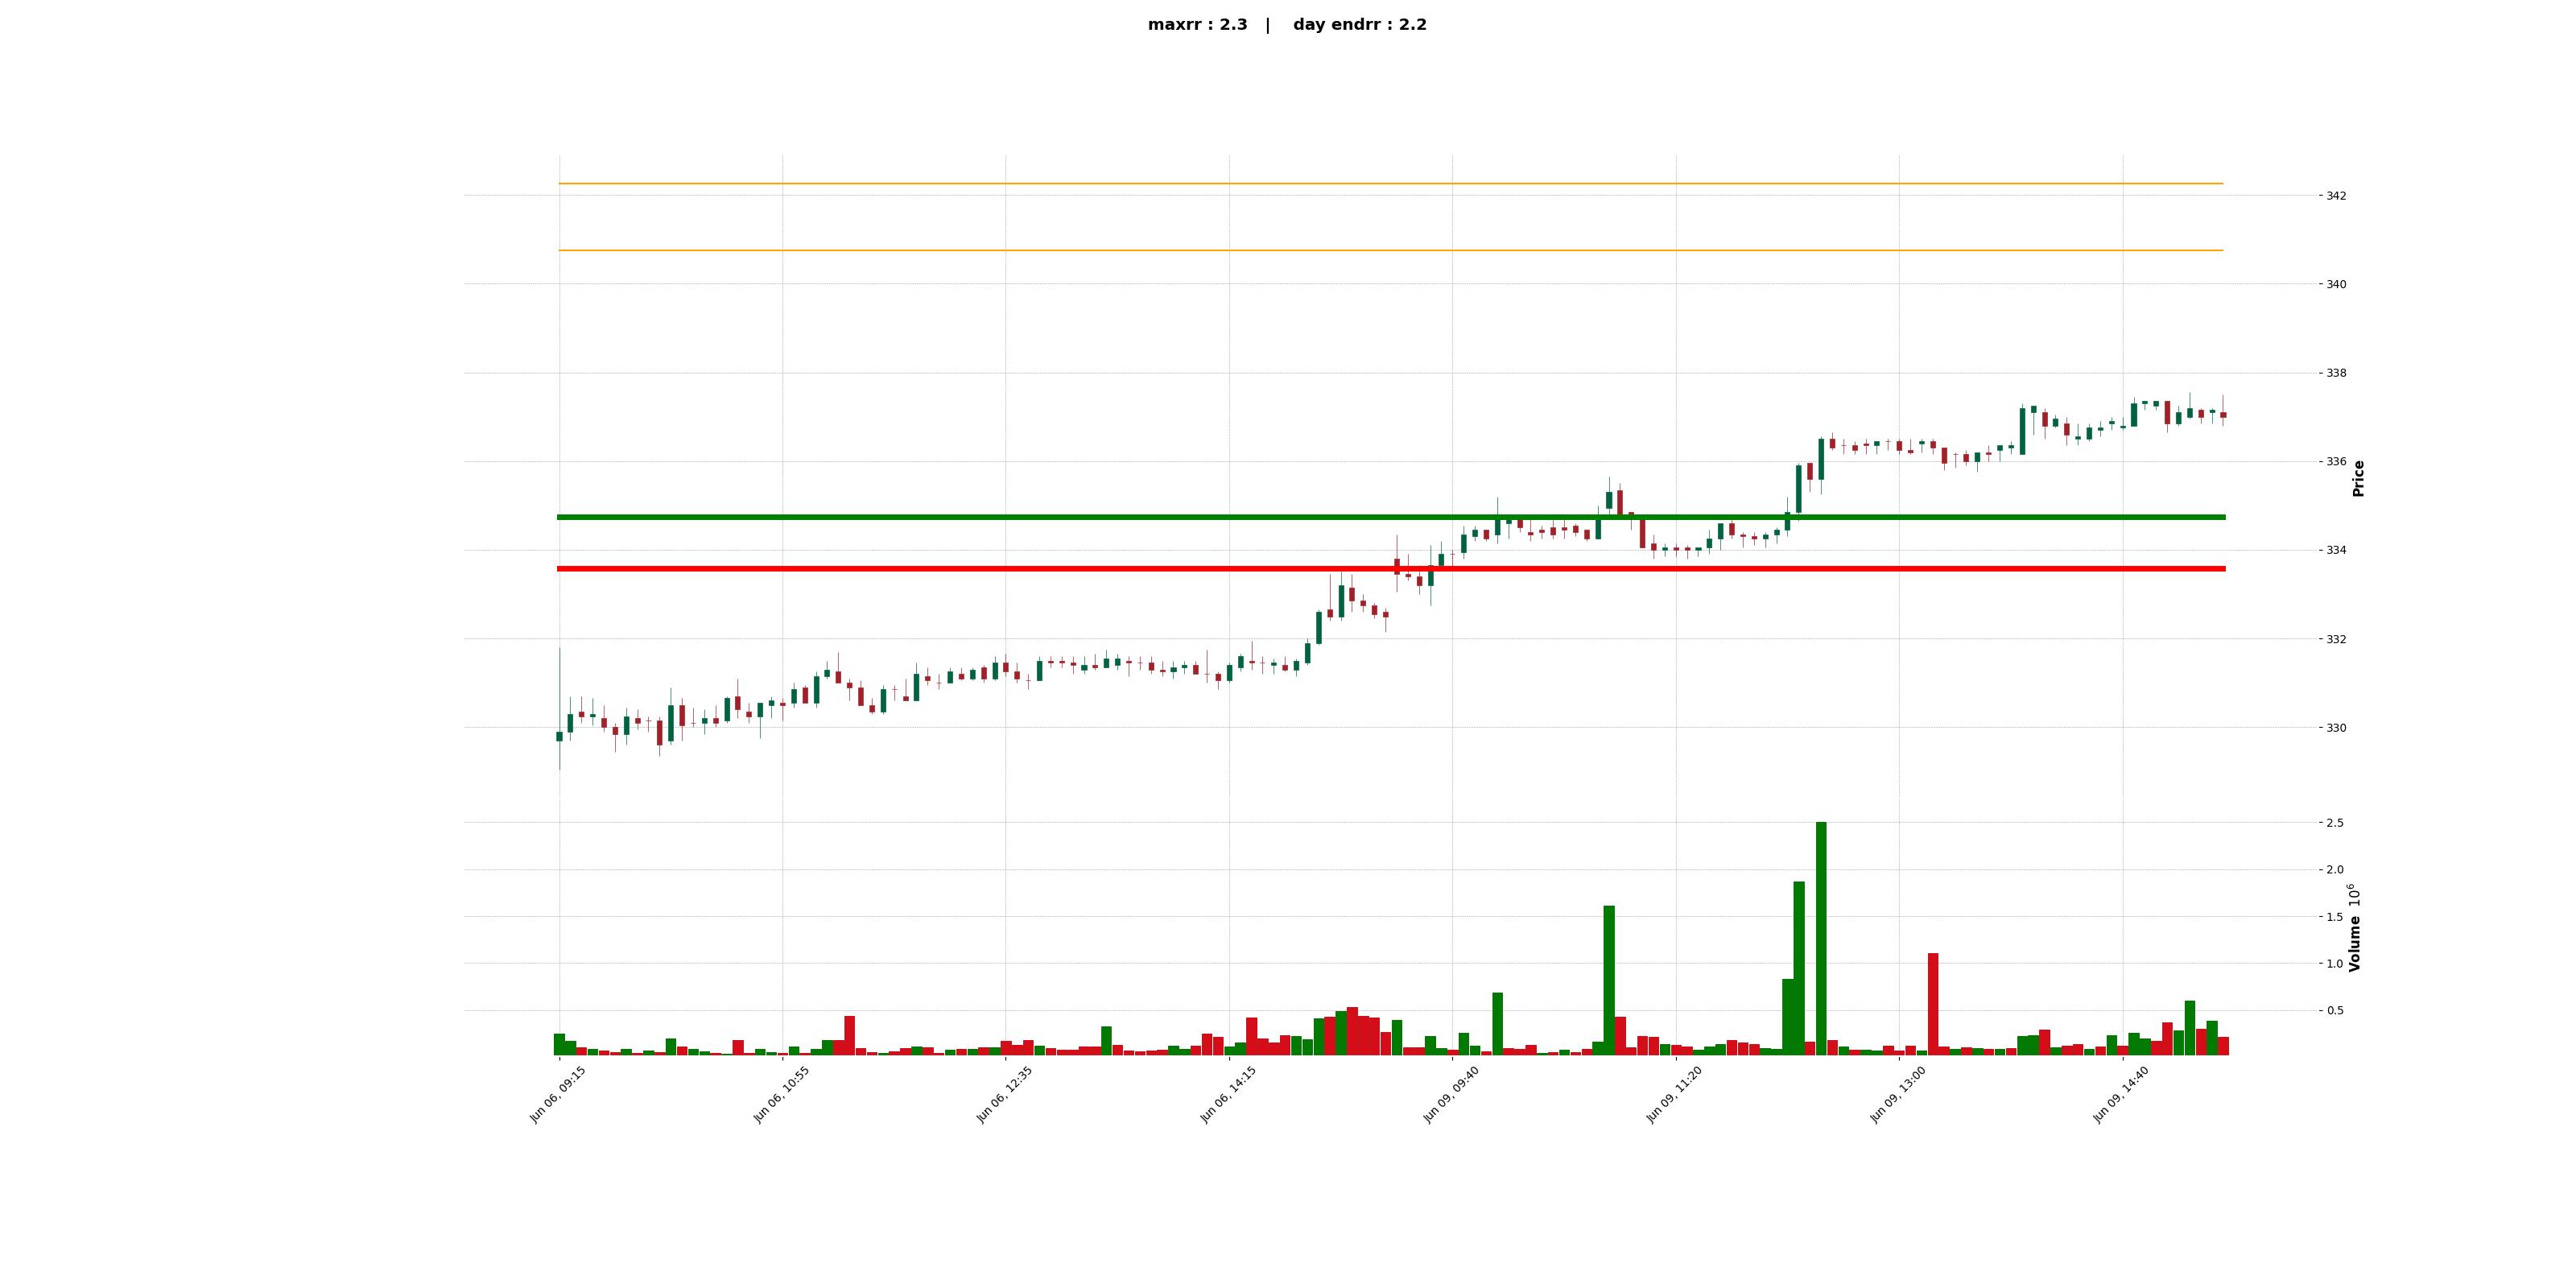 maxrr : 2.3   |    day endrr : 2.2
342
340
338
336
334
332
330
Price
2.5
2.0
1.5
1.0
0.5
Volume 10⁶
Jun 06, 09:15
Jun 06, 10:55
Jun 06, 12:35
Jun 06, 14:15
Jun 09, 09:40
Jun 09, 11:20
Jun 09, 13:00
Jun 09, 14:40